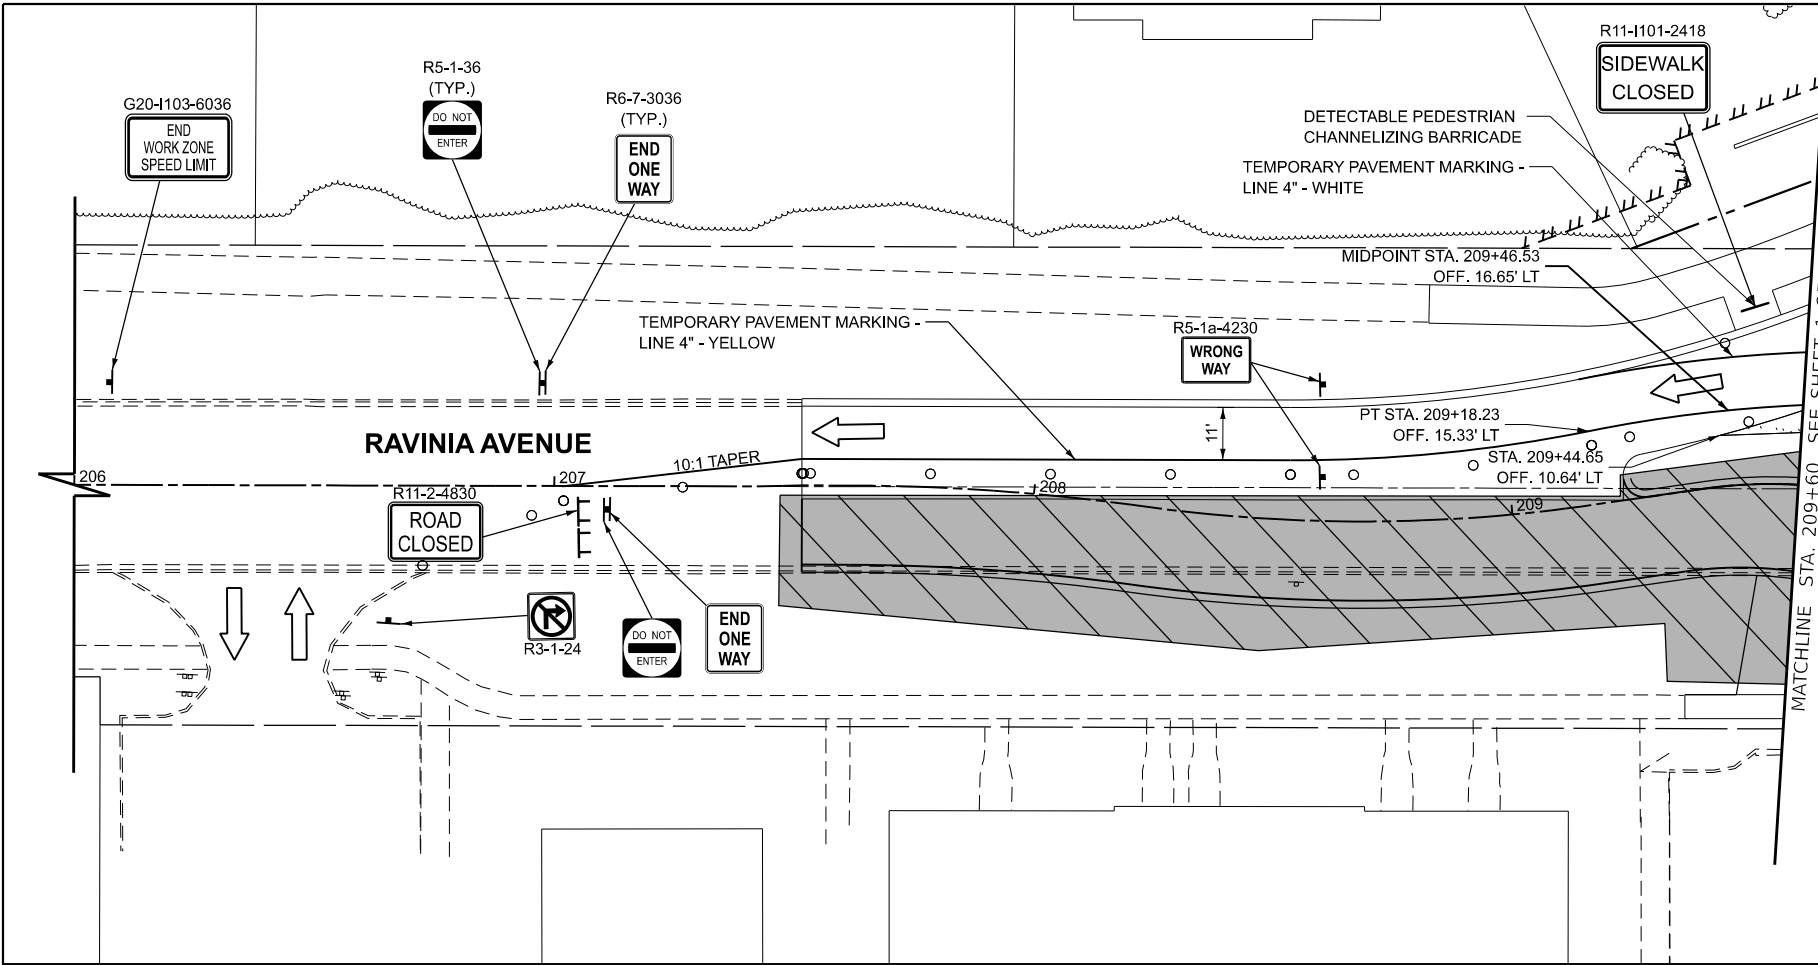 R11-I101-2418
SIDEWALK
CLOSED
R5-1-36
(TYP.)
DO NOT
ENTER
R6-7-3036
(TYP.)
END
ONE
WAY
G20-I103-6036
END
WORK ZONE
SPEED LIMIT
DETECTABLE PEDESTRIAN
CHANNELIZING BARRICADE
TEMPORARY PAVEMENT MARKING -
LINE 4" - WHITE
MIDPOINT STA. 209+46.53
OFF. 16.65' LT
TEMPORARY PAVEMENT MARKING -
LINE 4" - YELLOW
R5-1a-4230
WRONG
WAY
PT STA. 209+18.23
OFF. 15.33' LT
11'
RAVINIA AVENUE
10:1 TAPER
STA. 209+44.65
OFF. 10.64' LT
206
207
208
209
R11-2-4830
ROAD
CLOSED
R3-1-24
DO NOT
ENTER
END
ONE
WAY
MATCHLINE STA. 209+60 SEE SHEET